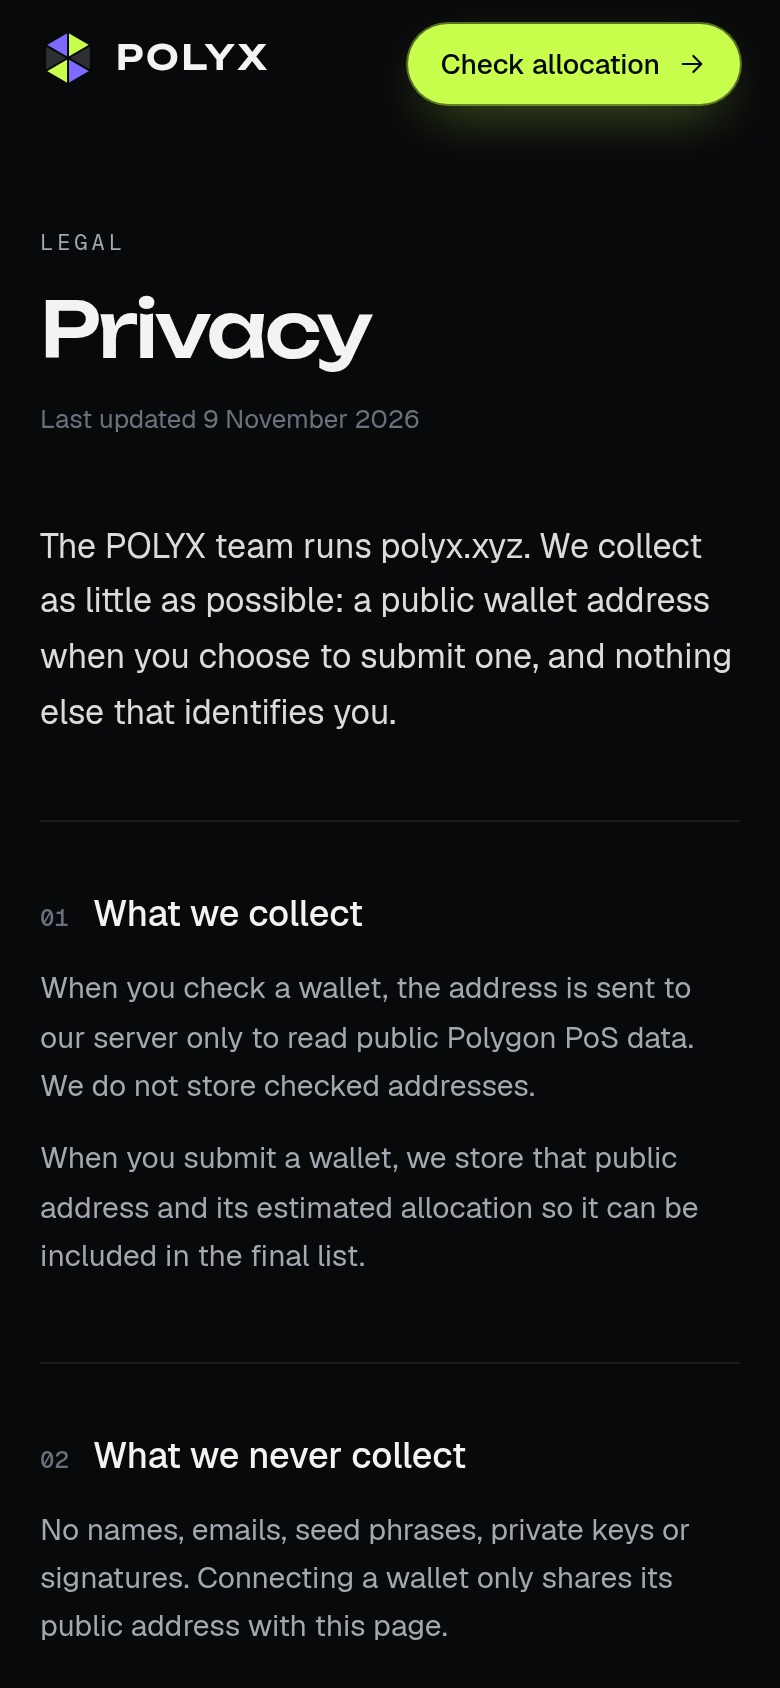 POLYX
Check allocation →
LEGAL
Privacy
Last updated 9 November 2026
The POLYX team runs polyx.xyz. We collect
as little as possible: a public wallet address
when you choose to submit one, and nothing
else that identifies you.
01 What we collect
When you check a wallet, the address is sent to
our server only to read public Polygon PoS data.
We do not store checked addresses.
When you submit a wallet, we store that public
address and its estimated allocation so it can be
included in the final list.
02 What we never collect
No names, emails, seed phrases, private keys or
signatures. Connecting a wallet only shares its
public address with this page.